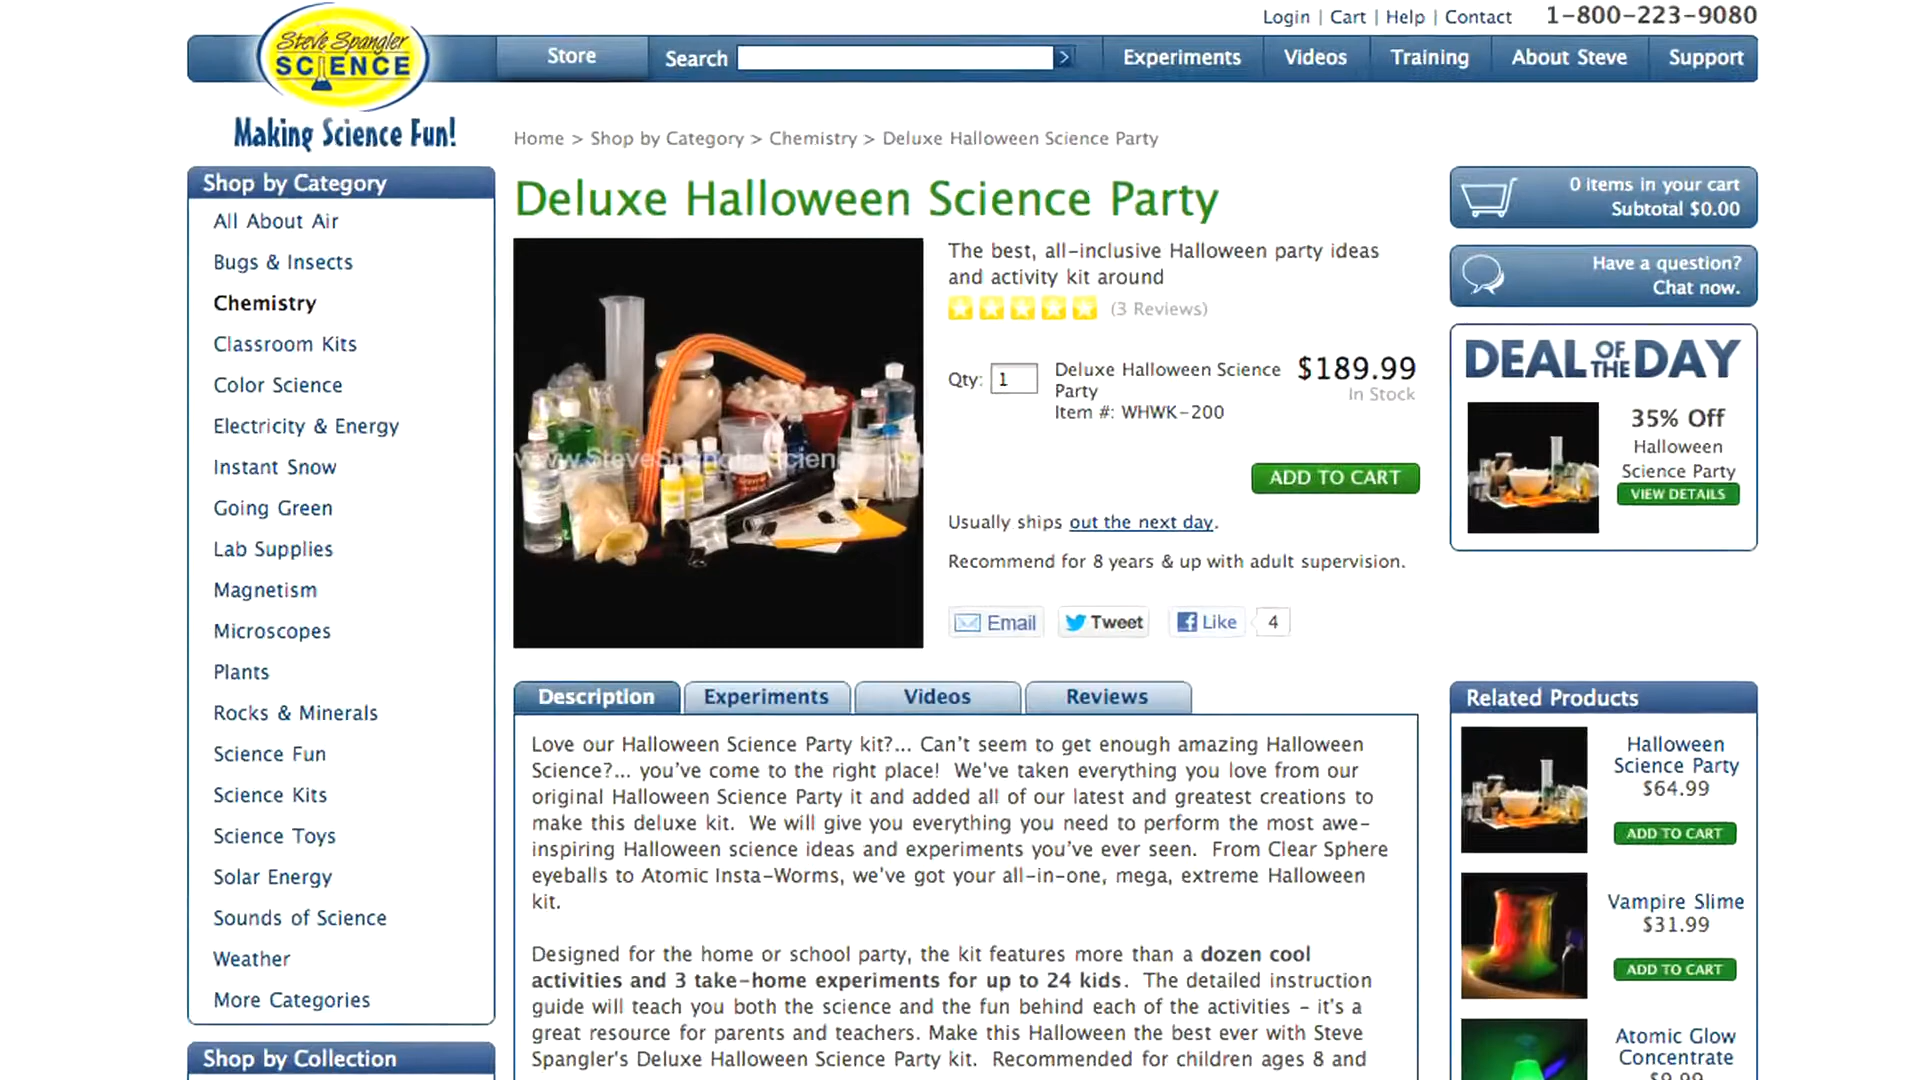 Login | Cart | Help | Contact 1-800-223-9080
Steve Spangler
SCIENCE
Making Science Fun!
Store
Search
Experiments
Videos
Training
About Steve
Support
Home > Shop by Category > Chemistry > Deluxe Halloween Science Party
Shop by Category
All About Air
Bugs & Insects
Chemistry
Classroom Kits
Color Science
Electricity & Energy
Instant Snow
Going Green
Lab Supplies
Magnetism
Microscopes
Plants
Rocks & Minerals
Science Fun
Science Kits
Science Toys
Solar Energy
Sounds of Science
Weather
More Categories
Shop by Collection
Deluxe Halloween Science Party
The best, all-inclusive Halloween party ideas
and activity kit around
(3 Reviews)
Qty: 1
Deluxe Halloween Science
Party
Item #: WHWK-200
$189.99
In Stock
ADD TO CART
Usually ships out the next day.
Recommend for 8 years & up with adult supervision.
Email
Tweet
Like
4
Description
Experiments
Videos
Reviews
Love our Halloween Science Party kit?... Can't seem to get enough amazing Halloween
Science?... you've come to the right place! We've taken everything you love from our
original Halloween Science Party it and added all of our latest and greatest creations to
make this deluxe kit. We will give you everything you need to perform the most awe-
inspiring Halloween science ideas and experiments you've ever seen. From Clear Sphere
eyeballs to Atomic Insta-Worms, we've got your all-in-one, mega, extreme Halloween
kit.
Designed for the home or school party, the kit features more than a dozen cool
activities and 3 take-home experiments for up to 24 kids. The detailed instruction
guide will teach you both the science and the fun behind each of the activities - it's a
great resource for parents and teachers. Make this Halloween the best ever with Steve
Spangler's Deluxe Halloween Science Party kit. Recommended for children ages 8 and
0 items in your cart
Subtotal $0.00
Have a question?
Chat now.
DEAL OF THE DAY
35% Off
Halloween
Science Party
VIEW DETAILS
Related Products
Halloween
Science Party
$64.99
ADD TO CART
Vampire Slime
$31.99
ADD TO CART
Atomic Glow
Concentrate
$9.99